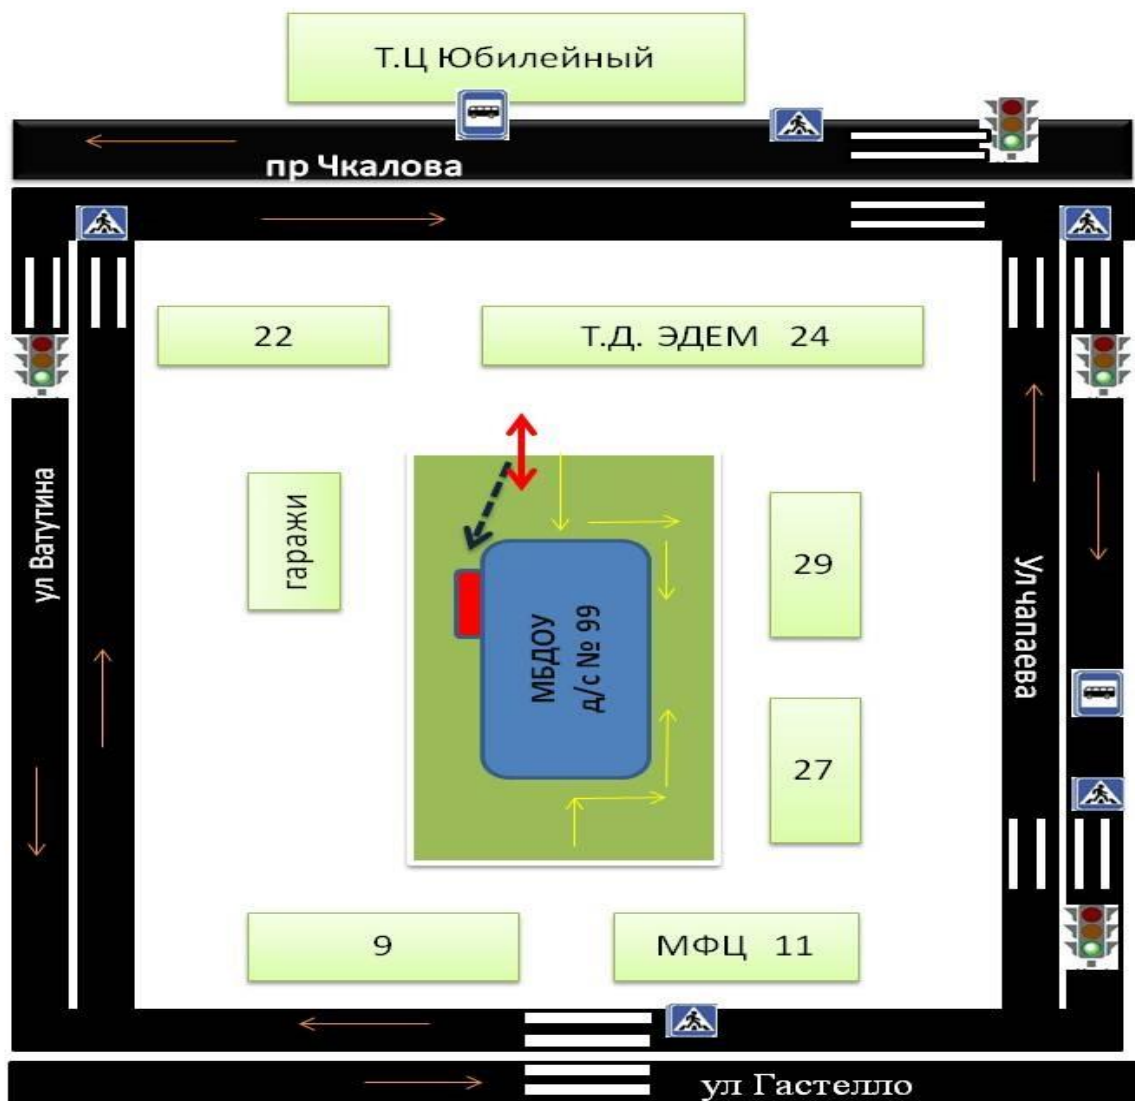 Т.Ц Юбилейный
пр Чкалова
22
Т.Д. ЭДЕМ 24
ул Ватутина
гаражи
МБДОУ
д/с № 99
29
Ул чапаева
27
9
МФЦ 11
ул Гастелло